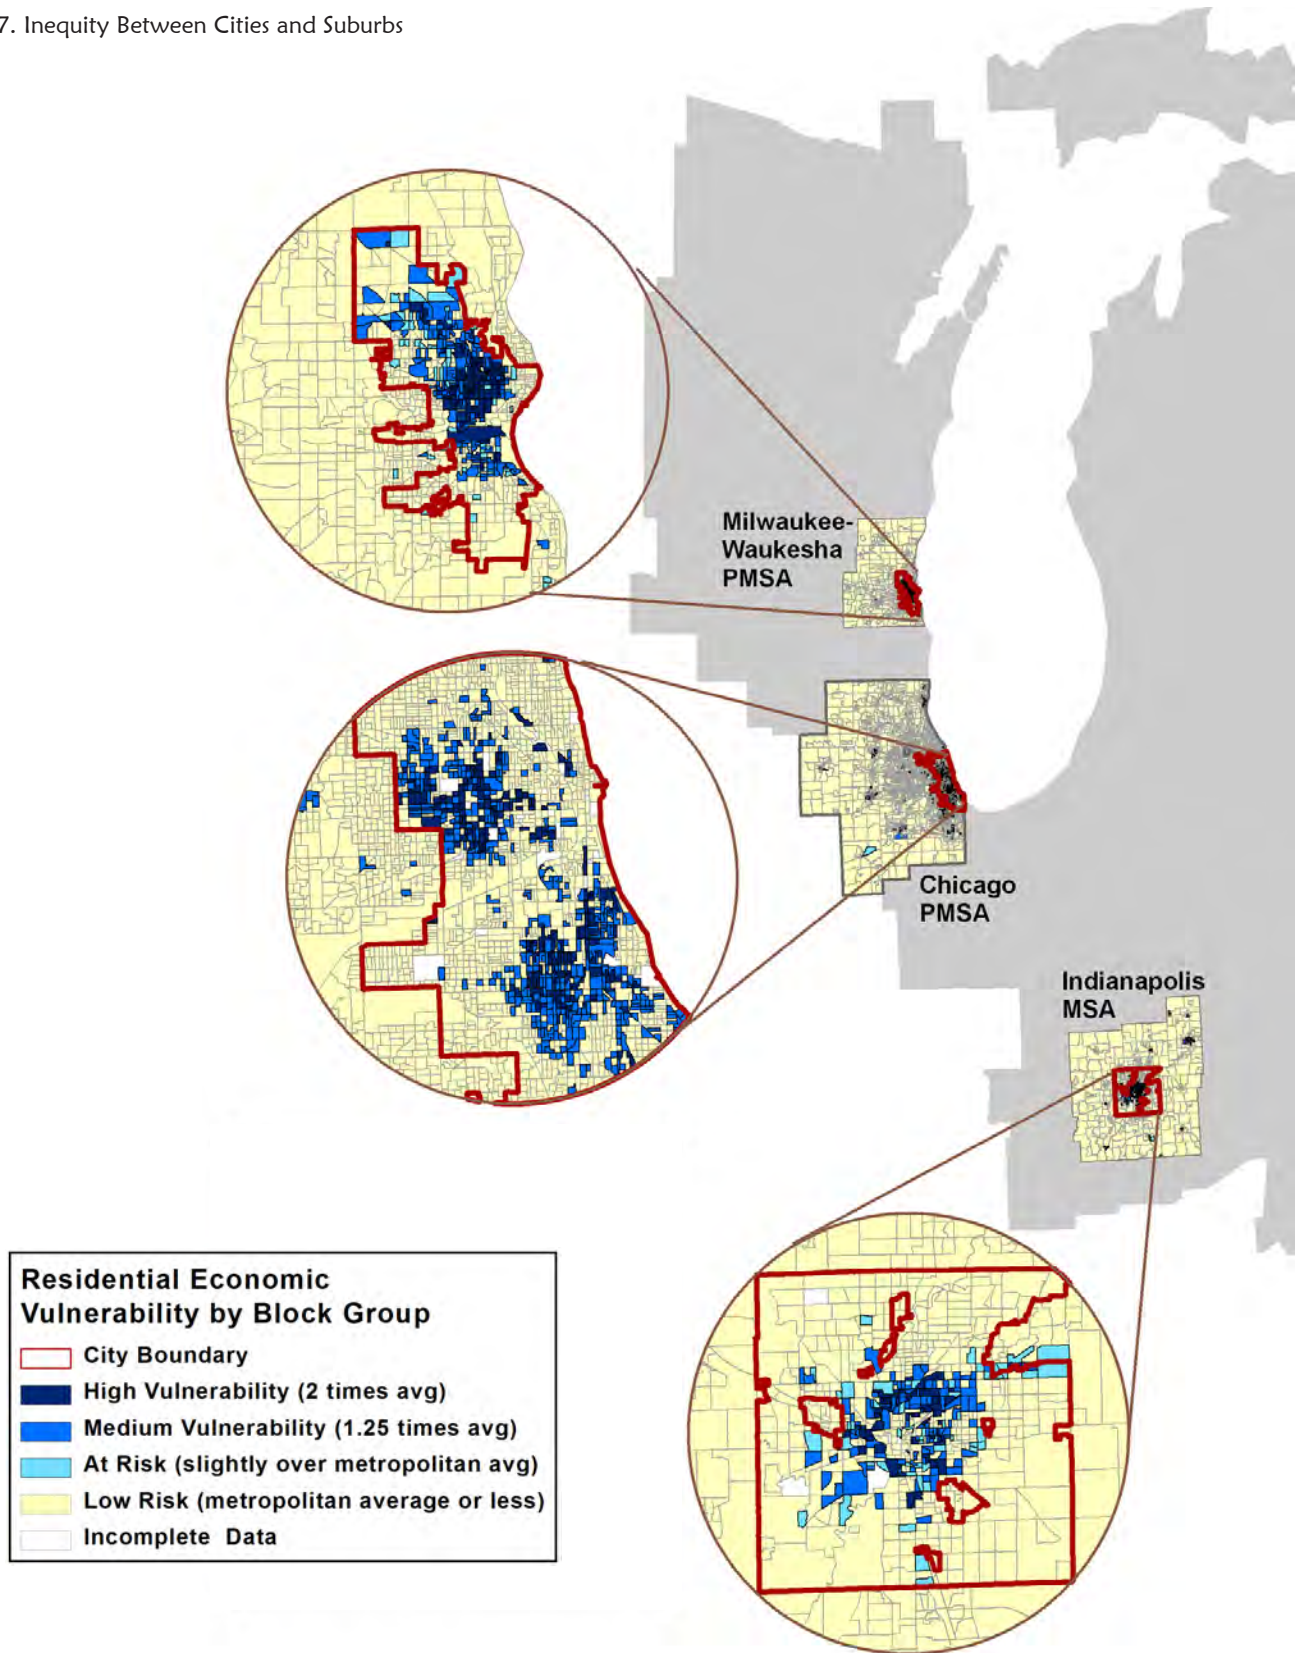 7. Inequity Between Cities and Suburbs
Milwaukee-
Waukesha
PMSA
Chicago
PMSA
Indianapolis
MSA
Residential Economic
Vulnerability by Block Group
City Boundary
High Vulnerability (2 times avg)
Medium Vulnerability (1.25 times avg)
At Risk (slightly over metropolitan avg)
Low Risk (metropolitan average or less)
Incomplete Data